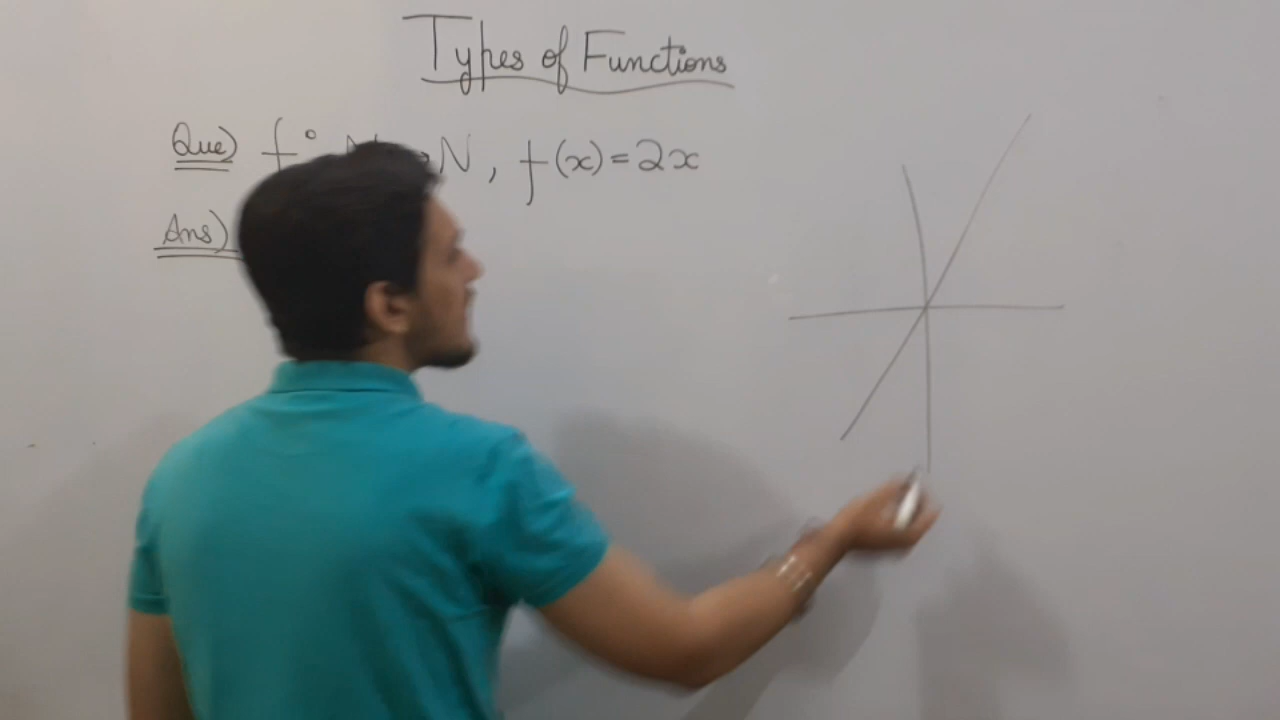 Types of Functions
Que) f: N, f(x)=2x
Ans)